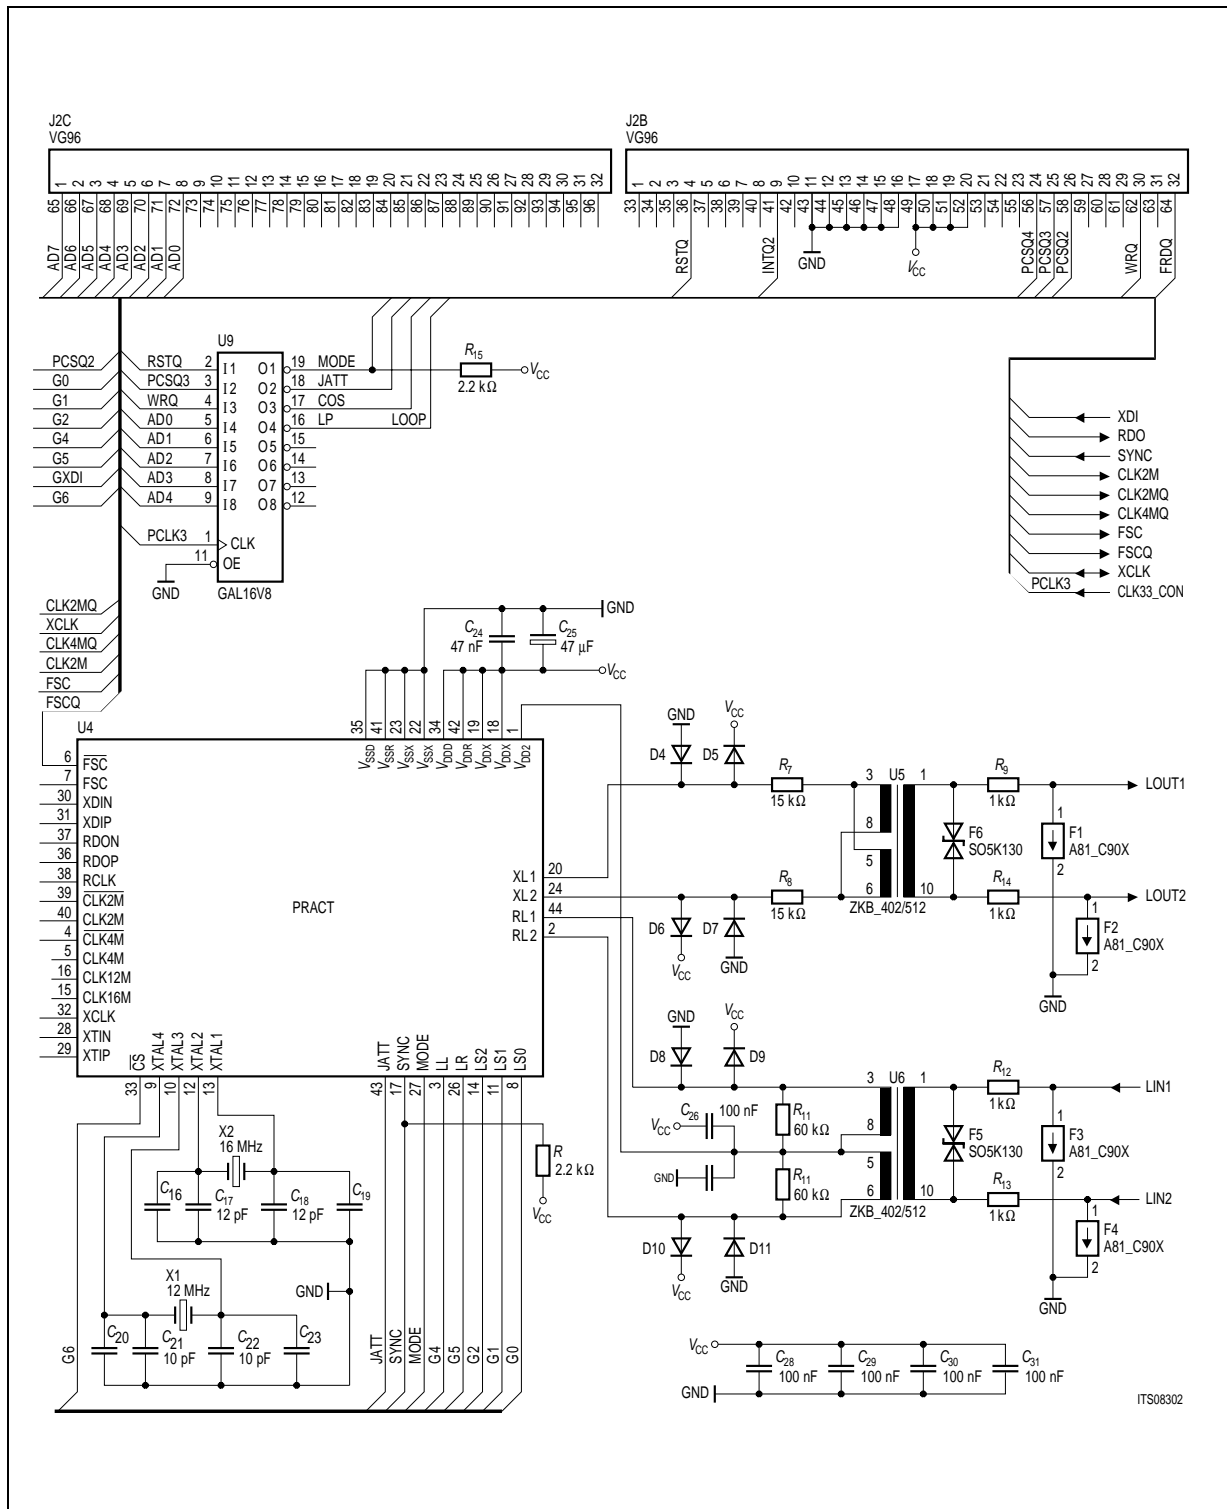 J2C
VG96
J2B
VG96
1 2 3 4 5 6 7 8 9 10 11 12 13 14 15 16 17 18 19 20 21 22 23 24 25 26 27 28 29 30 31 32
65 66 67 68 69 70 71 72 73 74 75 76 77 78 79 80 81 82 83 84 85 86 87 88 89 90 91 92 93 94 95 96
AD7 AD6 AD5 AD4 AD3 AD2 AD1 AD0
1 2 3 4 5 6 7 8 9 10 11 12 13 14 15 16 17 18 19 20 21 22 23 24 25 26 27 28 29 30 31 32
33 34 35 36 37 38 39 40 41 42 43 44 45 46 47 48 49 50 51 52 53 54 55 56 57 58 59 60 61 62 63 64
RSTQ INTQ2 GND VCC PCSQ4 PCSQ3 PCSQ2 WRQ FRDQ
U9
PCSQ2 RSTQ 2 I1 O1 19 MODE
G0 PCSQ3 3 I2 O2 18 JATT
G1 WRQ 4 I3 O3 17 COS
G2 AD0 5 I4 O4 16 LP LOOP
G4 AD1 6 I5 O5 15
G5 AD2 7 I6 O6 14
GXDI AD3 8 I7 O7 13
G6 AD4 9 I8 O8 12
PCLK3 1 CLK
11 OE
GND GAL16V8
R15
2.2 kΩ
VCC
XDI
RDO
SYNC
CLK2M
CLK2MQ
CLK4MQ
FSC
FSCQ
XCLK
PCLK3 CLK33_CON
CLK2MQ
XCLK
CLK4MQ
CLK2M
FSC
FSCQ
C24
47 nF
C25
47 µF
GND
VCC
U4
35 41 23 22 34 42 19 18 1
VSSD VSSR VSSX VSSX VDDD VDDR VDDX VDDX VDD2
6 FSC
7 FSC
30 XDIN
31 XDIP
37 RDON
36 RDOP
38 RCLK
39 CLK2M
40 CLK2M
4 CLK4M
5 CLK4M
16 CLK12M
15 CLK16M
32 XCLK
28 XTIN
29 XTIP
PRACT
XL1 20
XL2 24
RL1 44
RL2 2
CS XTAL4 XTAL3 XTAL2 XTAL1
33 9 10 12 13
JATT SYNC MODE LL LR LS2 LS1 LS0
43 17 27 3 26 14 11 8
GND VCC
D4 D5
R7
15 kΩ
3 U5 1
8
5
6 10
ZKB_402/512
R9
1 kΩ
LOUT1
F6
SO5K130
1
F1
A81_C90X
2
R8
15 kΩ
R14
1 kΩ
LOUT2
D6 D7
VCC GND
1
F2
A81_C90X
2
GND
GND VCC
D8 D9
C26 100 nF
VCC
R11
60 kΩ
GND
R11
60 kΩ
3 U6 1
8
5
6 10
ZKB_402/512
R12
1 kΩ
LIN1
F5
SO5K130
1
F3
A81_C90X
2
R13
1 kΩ
LIN2
D10 D11
VCC GND
1
F4
A81_C90X
2
GND
X2
16 MHz
C16
C17
12 pF
C18
12 pF
C19
R
2.2 kΩ
VCC
X1
12 MHz
GND
C20
C21
10 pF
C22
10 pF
C23
G6 JATT SYNC MODE G4 G5 G2 G1 G0
VCC
C28
100 nF
C29
100 nF
C30
100 nF
C31
100 nF
GND
ITS08302